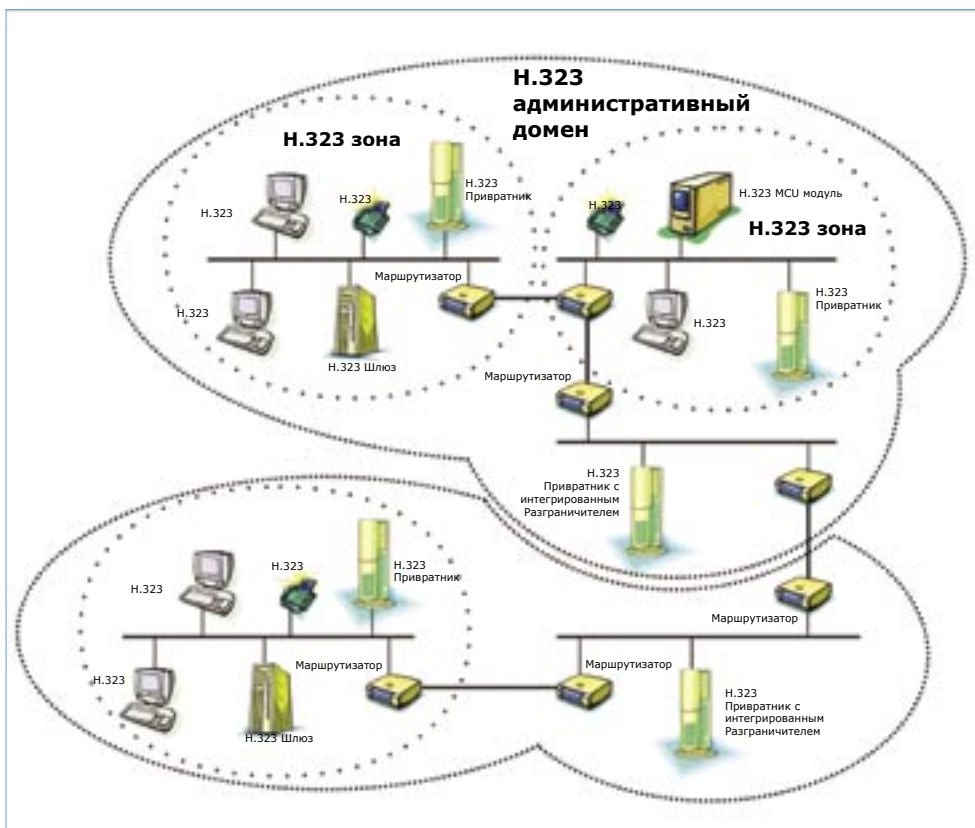 H.323
административный
домен
H.323 зона
H.323
Привратник
H.323
H.323
H.323
H.323 MCU модуль
H.323 зона
Маршрутизатор
H.323
H.323
H.323
Привратник
H.323 Шлюз
Маршрутизатор
H.323
Привратник с
интегрированным
Разграничителем
H.323
H.323
Привратник
H.323
Маршрутизатор
Маршрутизатор
Маршрутизатор
H.323
H.323
Привратник с
интегрированным
Разграничителем
H.323 Шлюз